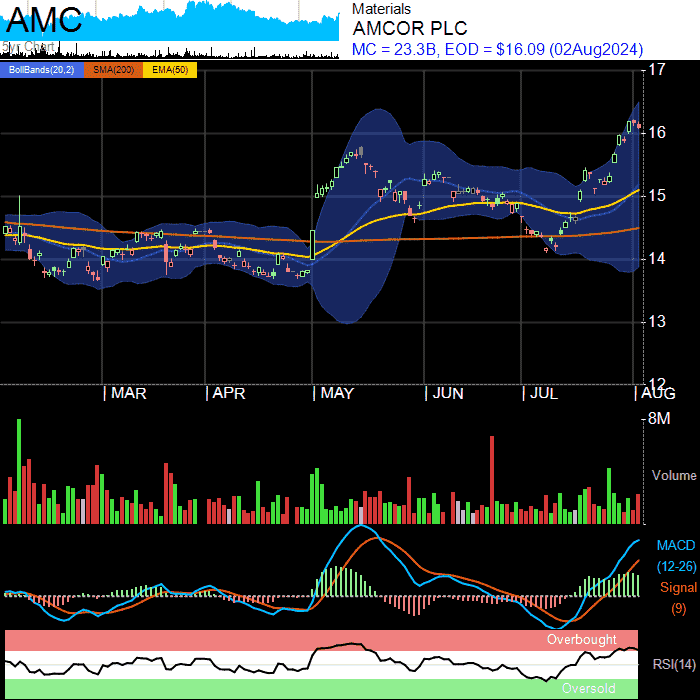 AMC
5yr Chart
Materials
AMCOR PLC
MC = 23.3B, EOD = $16.09 (02Aug2024)
BollBands(20,2) SMA(200) EMA(50)
17
16
15
14
13
12
| MAR | APR | MAY | JUN | JUL | AUG
8M
Volume
MACD
(12-26)
Signal
(9)
Overbought
RSI(14)
Oversold